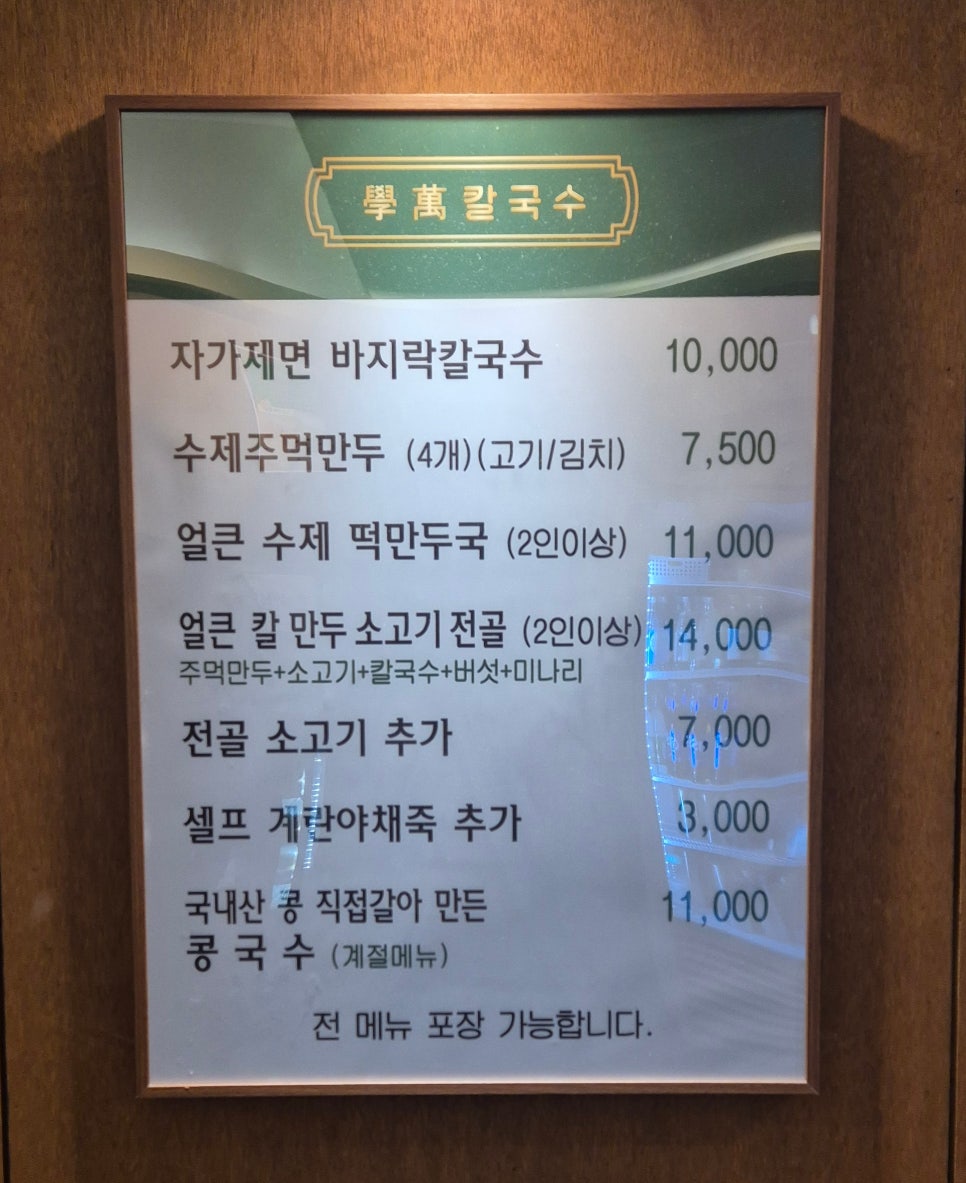 學萬칼국수
자가제면 바지락칼국수 10,000
수제주먹만두 (4개)(고기/김치) 7,500
얼큰 수제 떡만두국 (2인이상) 11,000
얼큰 칼 만두 소고기 전골 (2인이상) 14,000
주먹만두+소고기+칼국수+버섯+미나리
전골 소고기 추가 7,000
셀프 계란야채죽 추가 3,000
국내산 콩 직접갈아 만든 11,000
콩국수 (계절메뉴)
전 메뉴 포장 가능합니다.